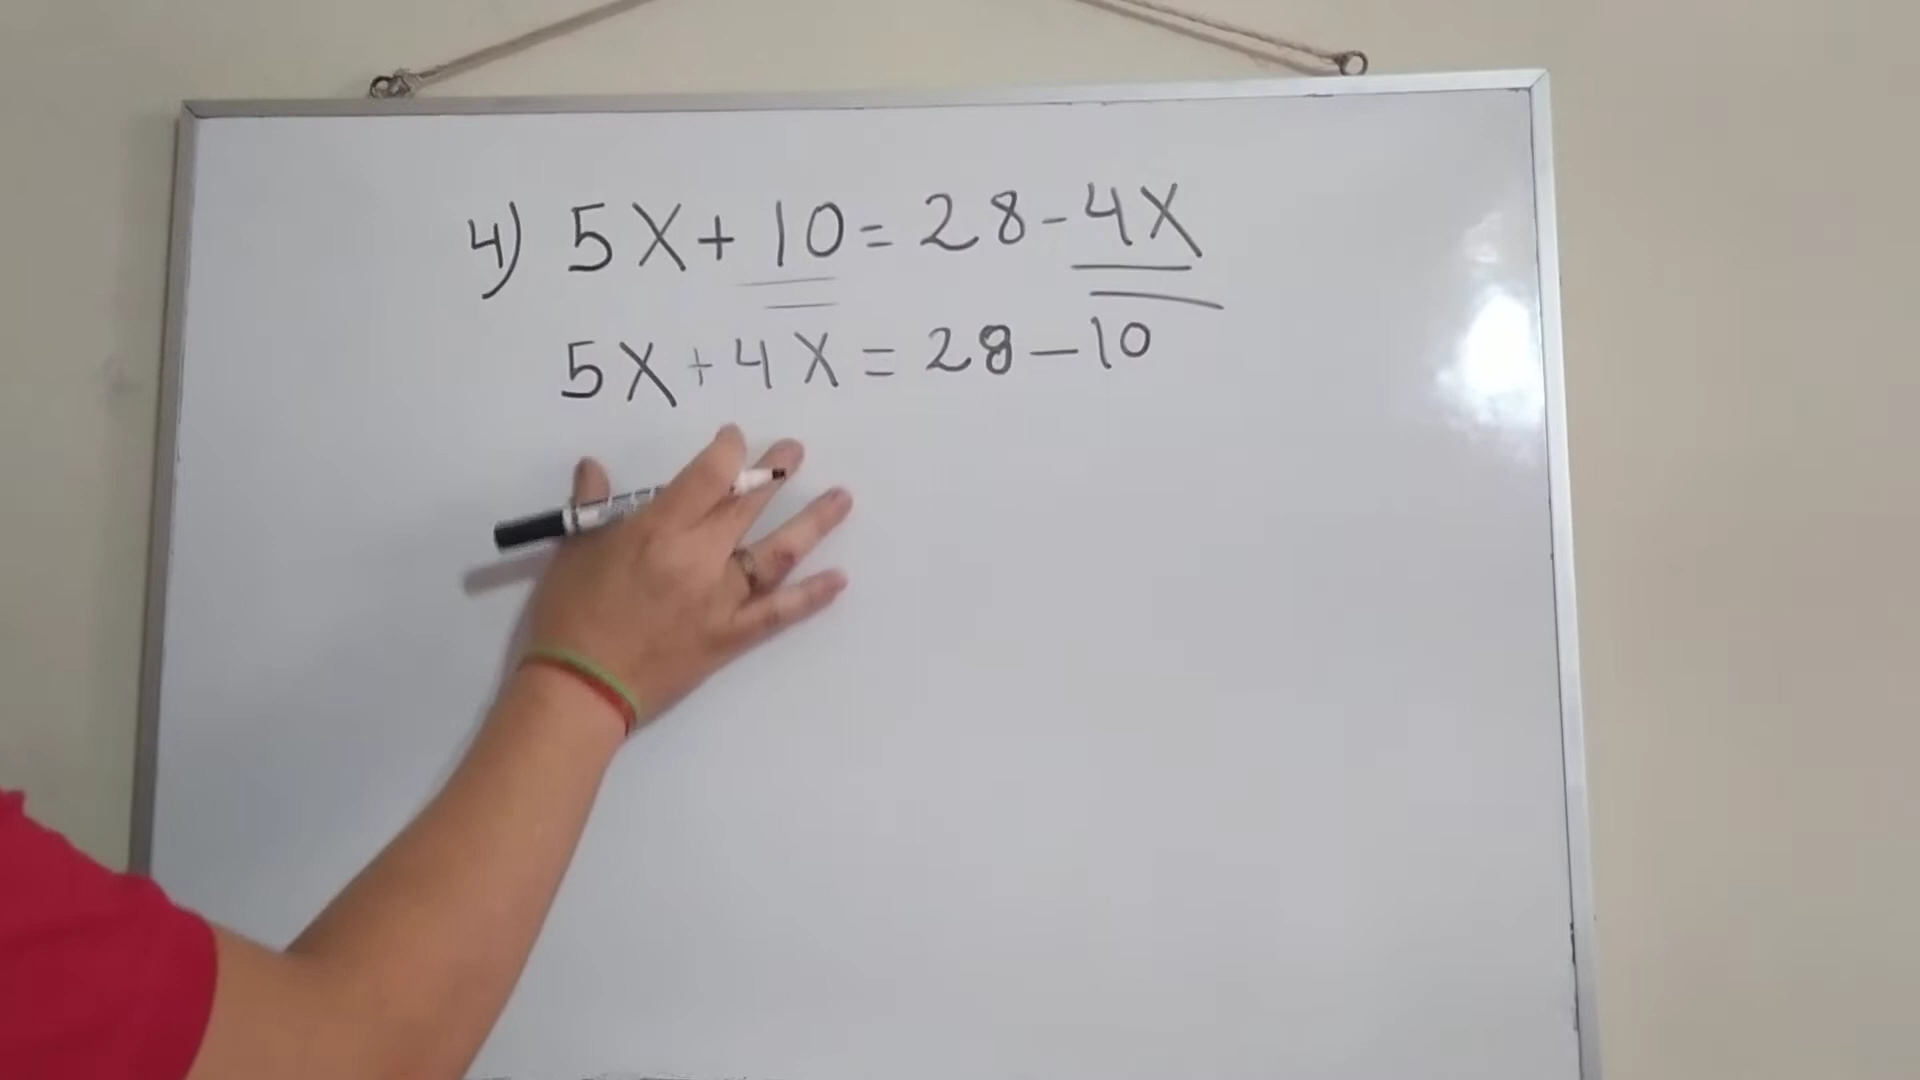 4) 5X + 10 = 28 - 4X
5X + 4X = 28 - 10